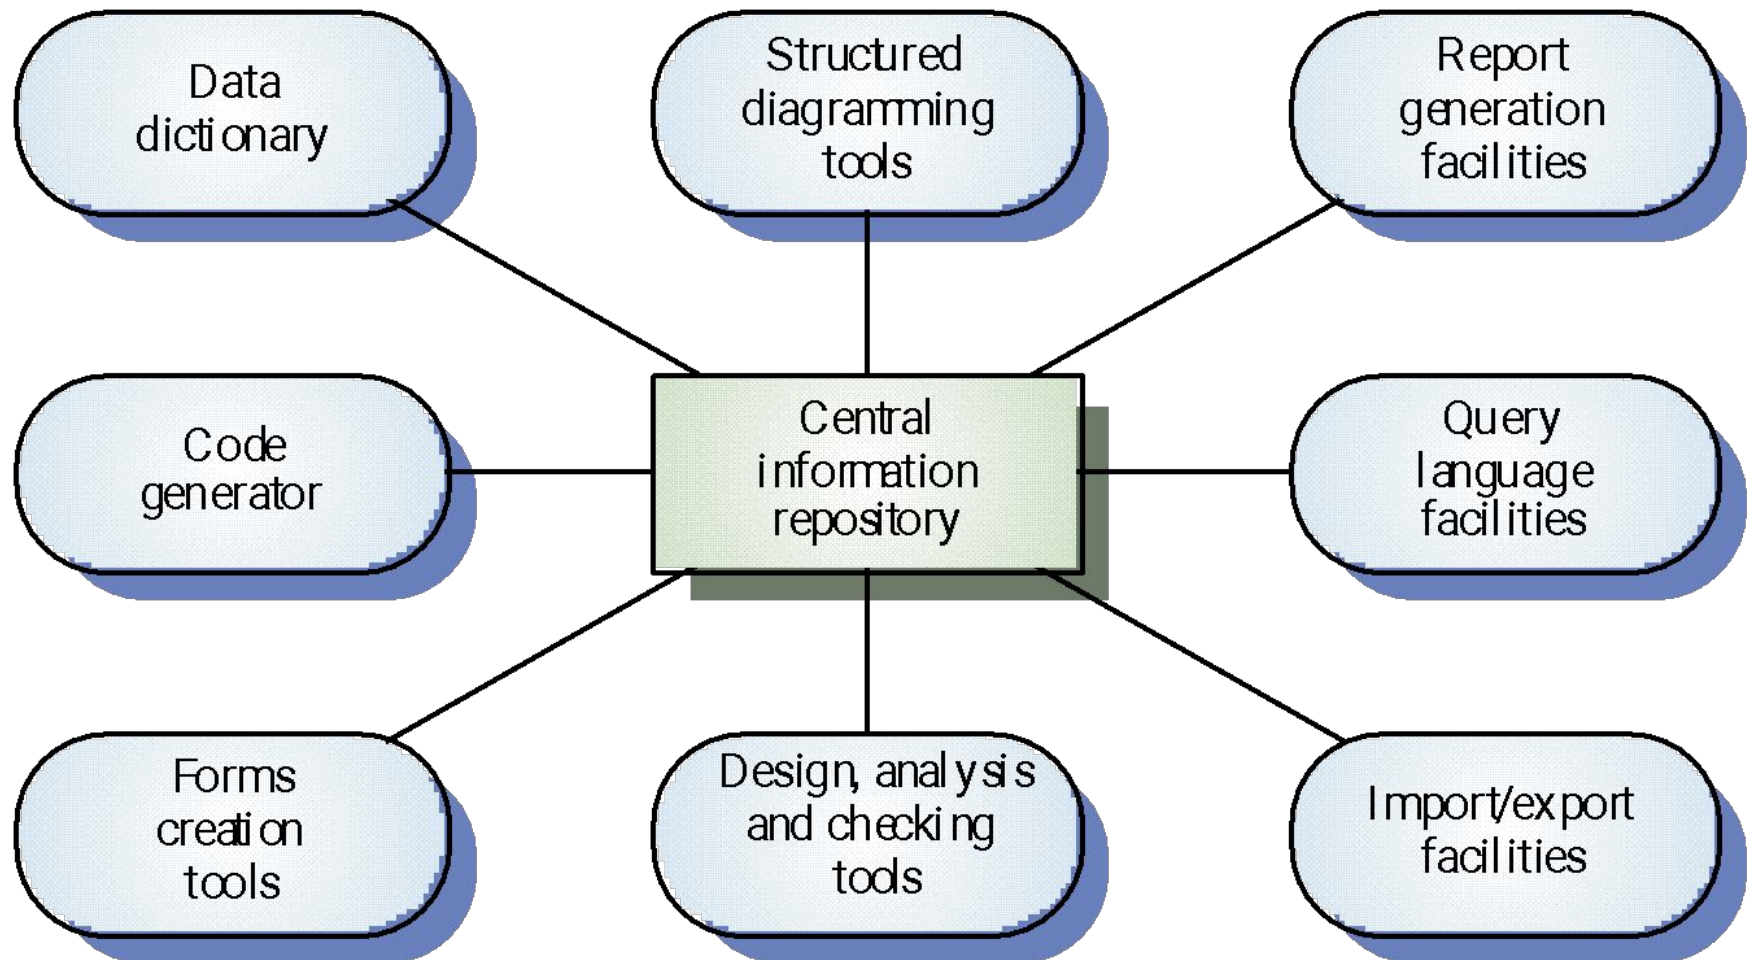 Data
dictionary
Structured
diagramming
tools
Report
generation
facilities
Code
generator
Central
information
repository
Query
language
facilities
Forms
creation
tools
Design, analysis
and checking
tools
Import/export
facilities